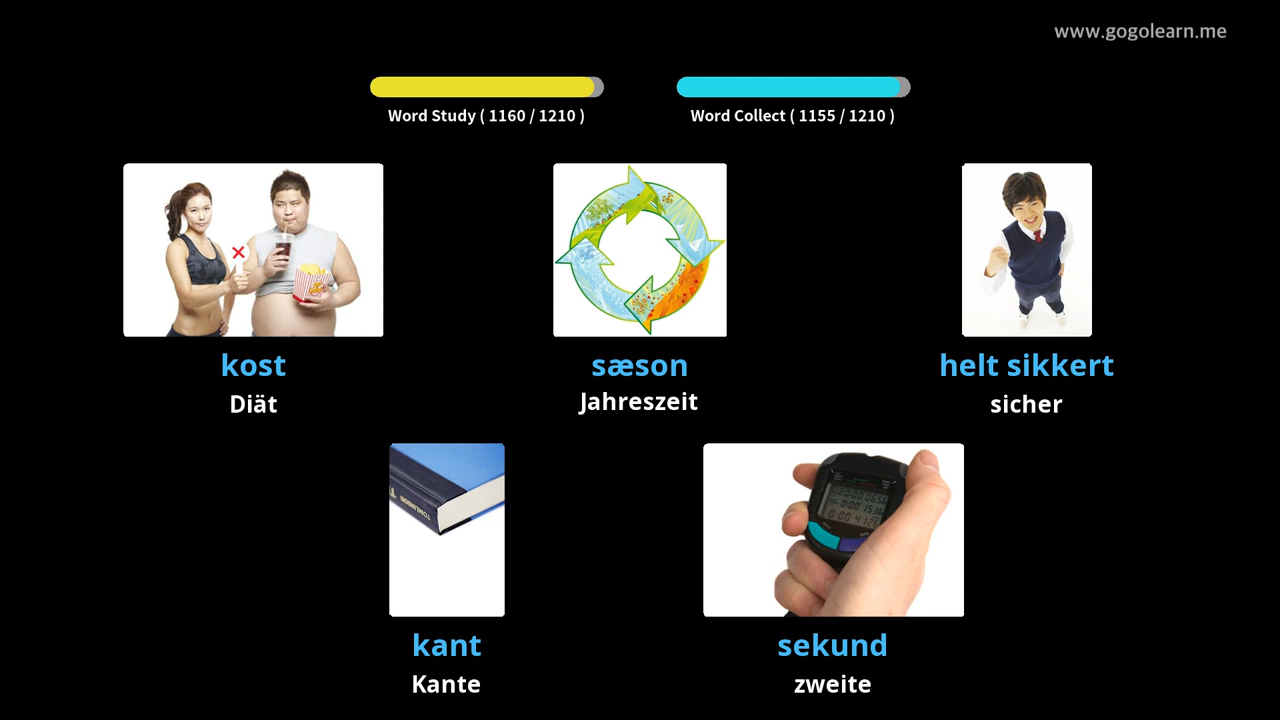 www.gogolearn.me
Word Study ( 1160 / 1210 )
Word Collect ( 1155 / 1210 )
kost
Diät
sæson
Jahreszeit
helt sikkert
sicher
TOMLINSON
kant
Kante
sekund
zweite